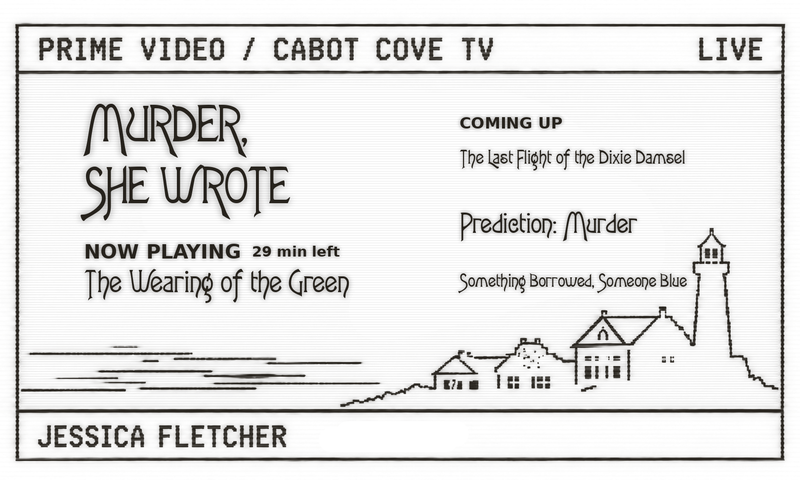 PRIME VIDEO / CABOT COVE TV
LIVE
MURDER,
SHE WROTE
NOW PLAYING 29 min left
The Wearing of the Green
COMING UP
The Last Flight of the Dixie Damsel
Prediction: Murder
Something Borrowed, Someone Blue
JESSICA FLETCHER